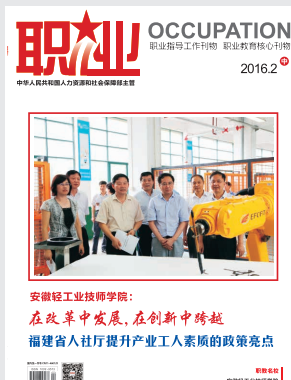 职业
OCCUPATION
职业指导工作刊物 职业教育核心刊物
中华人民共和国人力资源和社会保障部主管
2016.2 中
EFORT
安徽轻工业技师学院:
在改革中发展,在创新中跨越
福建省人社厅提升产业工人素质的政策亮点
职教名校